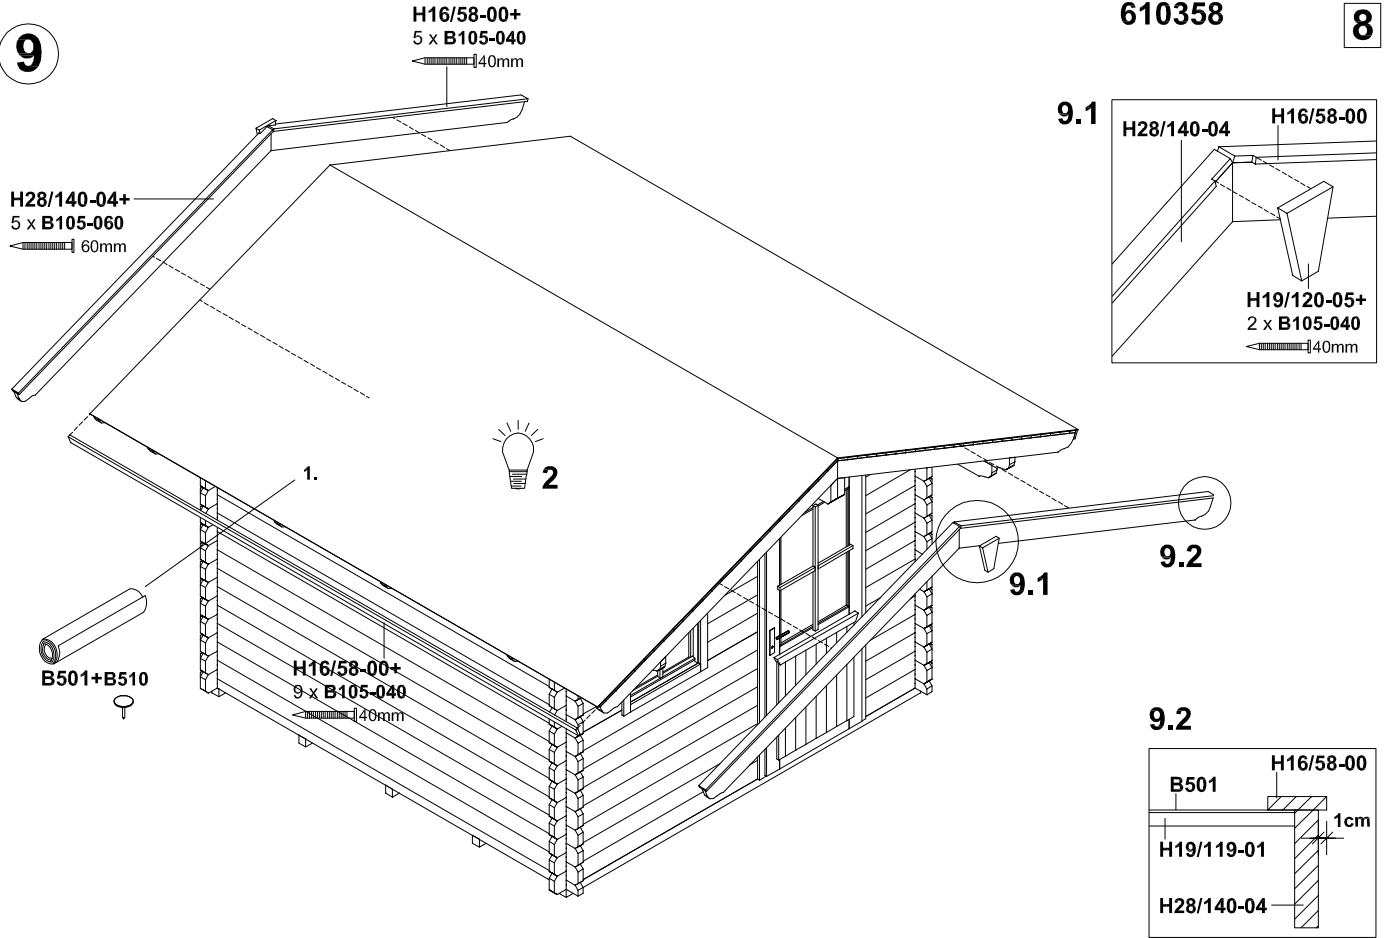 9
H16/58-00+
5 x B105-040
40mm
610358
8
H28/140-04+
5 x B105-060
60mm
9.1
H28/140-04
H16/58-00
H19/120-05+
2 x B105-040
40mm
2
1.
B501+B510
H16/58-00+
9 x B105-040
40mm
9.1
9.2
9.2
H16/58-00
B501
1cm
H19/119-01
H28/140-04